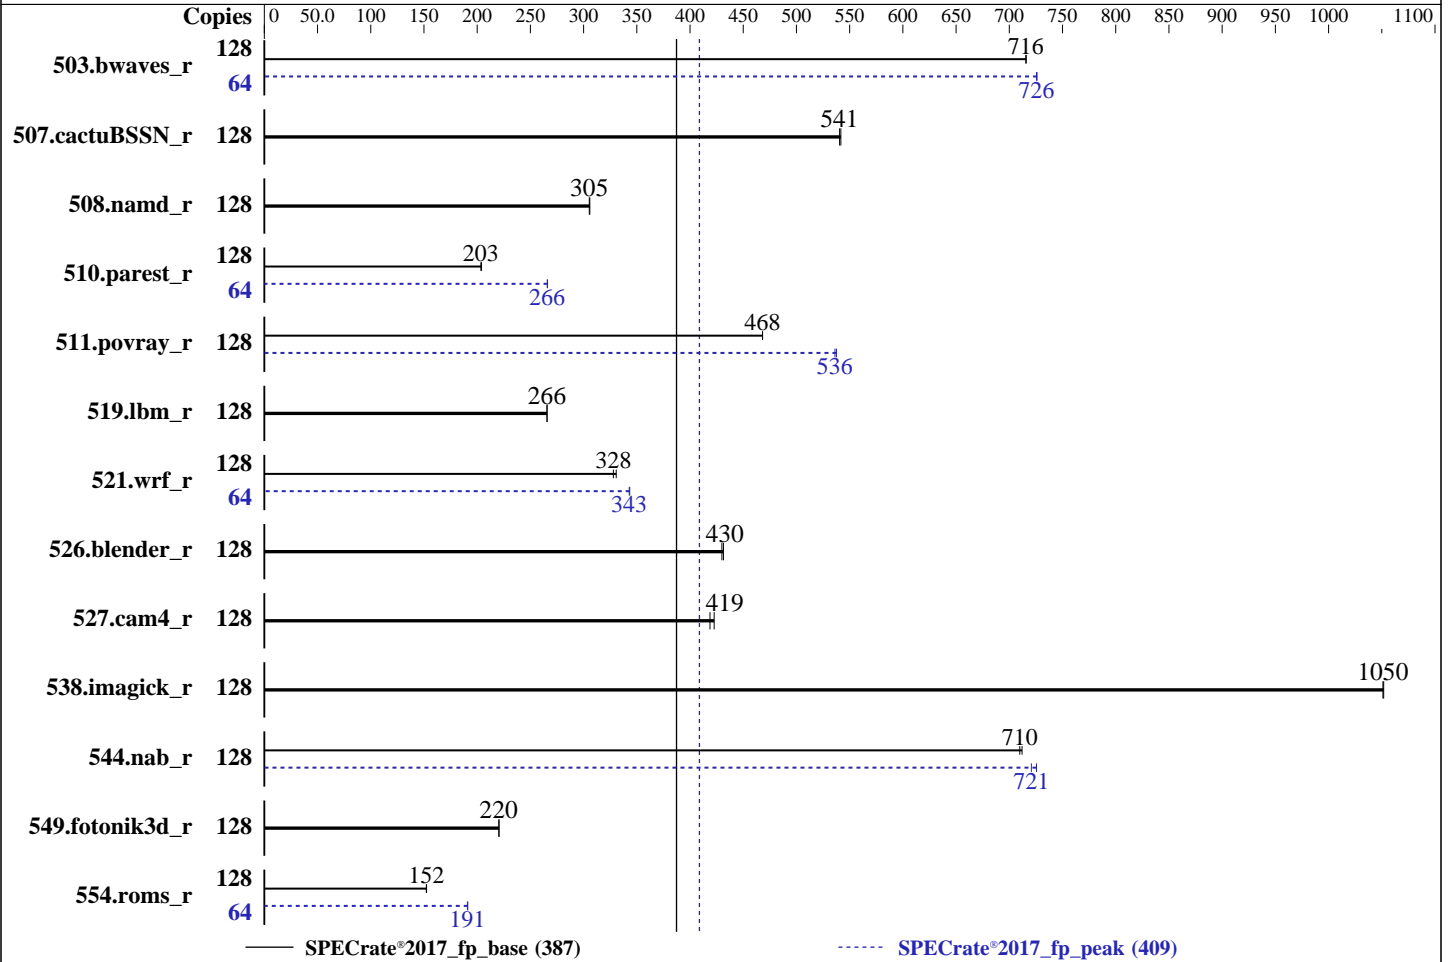 Copies 0 50.0 100 150 200 250 300 350 400 450 500 550 600 650 700 750 800 850 900 950 1000 1100
503.bwaves_r 128 716
64 726
507.cactuBSSN_r 128 541
508.namd_r 128 305
510.parest_r 128 203
64 266
511.povray_r 128 468
536
519.lbm_r 128 266
521.wrf_r 128 328
64 343
526.blender_r 128 430
527.cam4_r 128 419
538.imagick_r 128 1050
544.nab_r 128 710
721
549.fotonik3d_r 128 220
554.roms_r 128 152
64 191
SPECrate®2017_fp_base (387) SPECrate®2017_fp_peak (409)